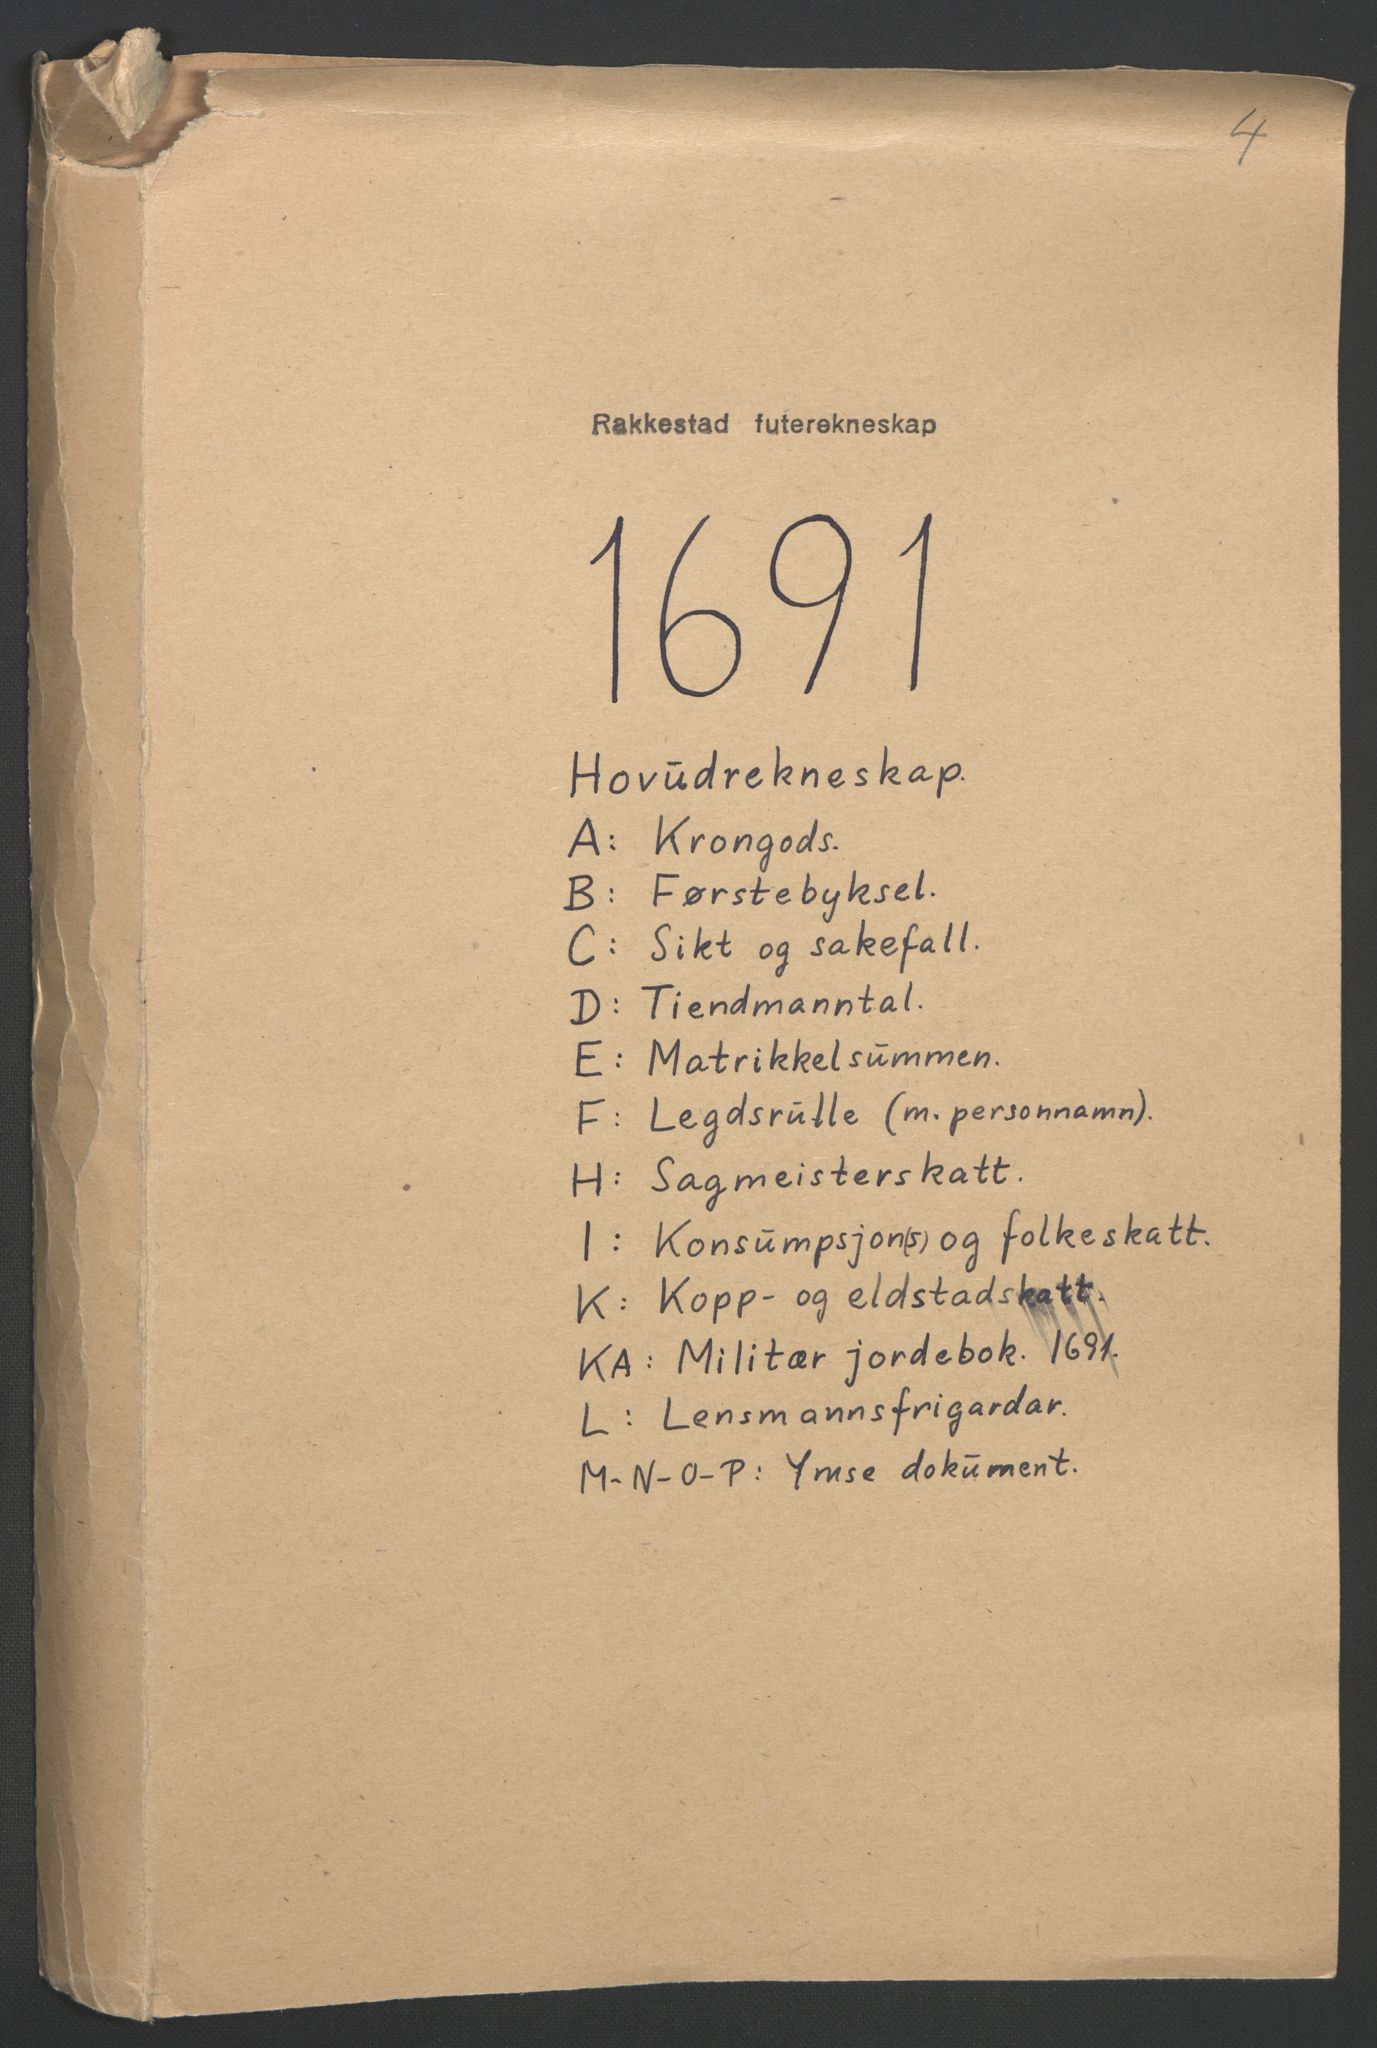 4
Rakkestad futerekneskap
1691
Hovūdrekneskap.
A: Krongods.
B: Førstebyksel.
C: Sikt og sakefall.
D: Tiendmanntal.
E: Matrikkelsūmmen.
F: Legdsrūlle (m. personnamn).
H: Sagmeisterskatt.
I: Konsūmpsjon(s) og folkeskatt.
K: Kopp- og eldstadskatt.
KA: Militær jordebok. 1691.
L: Lensmannsfrigardar.
M-N-O-P: Ymse dokūment.